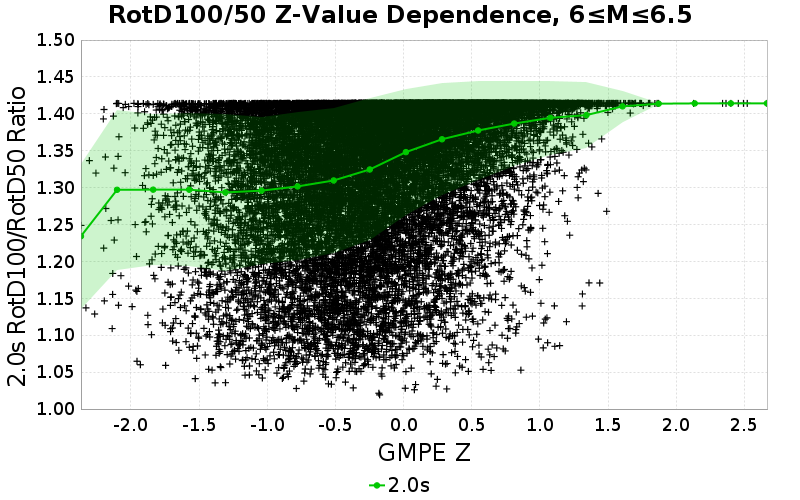 RotD100/50 Z-Value Dependence, 6≤M≤6.5
2.0s RotD100/RotD50 Ratio
1.50
1.45
1.40
1.35
1.30
1.25
1.20
1.15
1.10
1.05
1.00
-2.0 -1.5 -1.0 -0.5 0.0 0.5 1.0 1.5 2.0 2.5
GMPE Z
2.0s